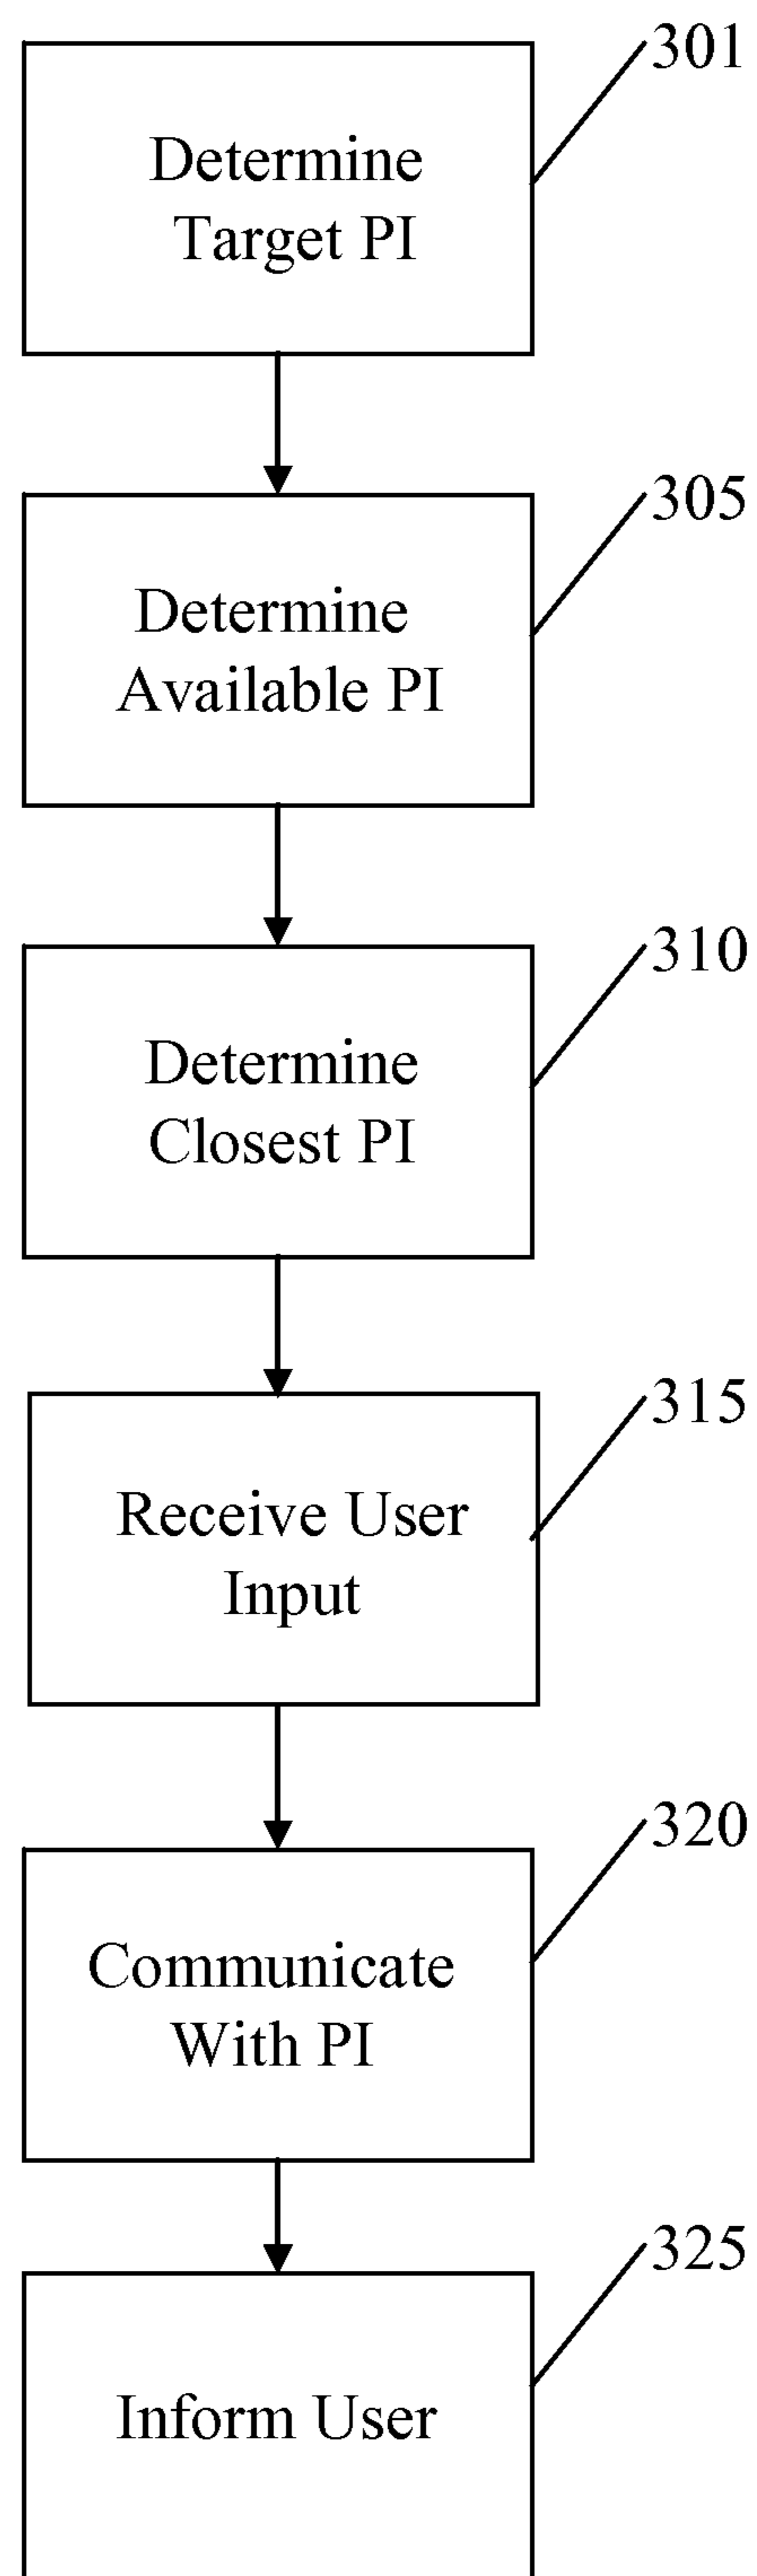 301
Determine
Target PI
305
Determine
Available PI
310
Determine
Closest PI
315
Receive User
Input
320
Communicate
With PI
325
Inform User